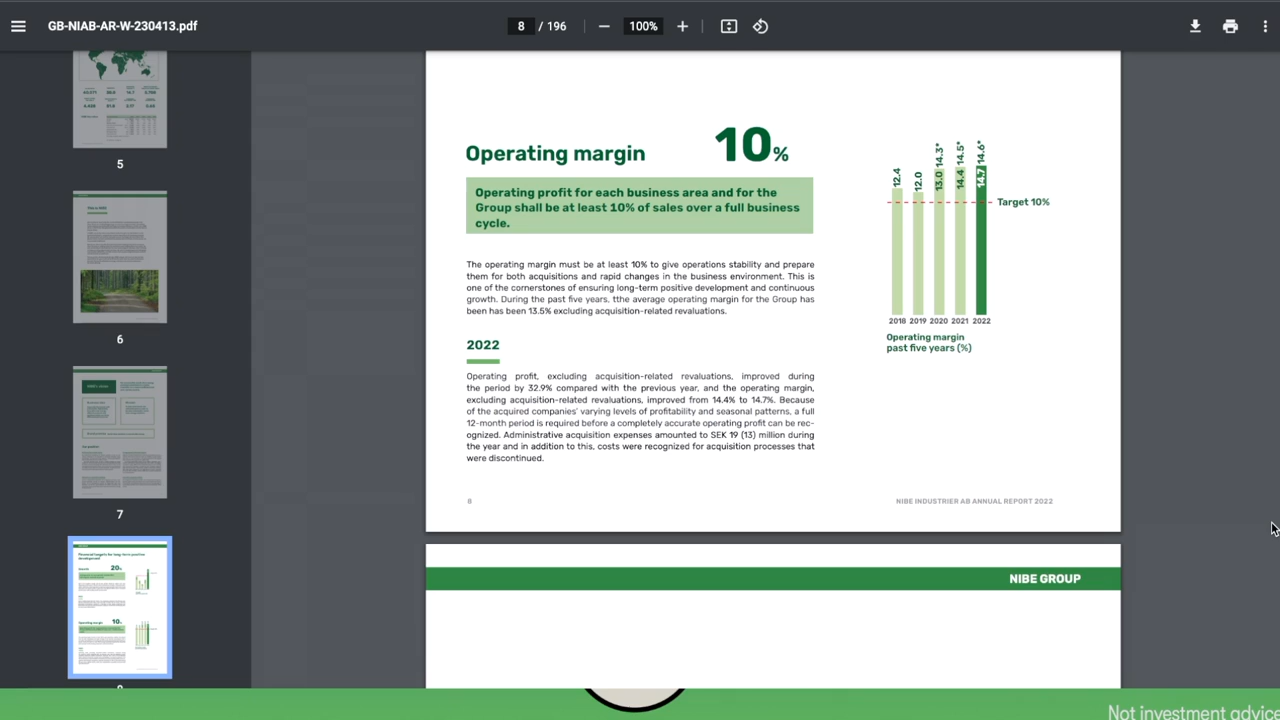 GB-NIAB-AR-W-230413.pdf
8 / 196
100%
5
6
7
Operating margin
10%
Operating profit for each business area and for the
Group shall be at least 10% of sales over a full business
cycle.
The operating margin must be at least 10% to give operations stability and prepare
them for both acquisitions and rapid changes in the business environment. This is
one of the cornerstones of ensuring long-term positive development and continuous
growth. During the past five years, tthe average operating margin for the Group has
been has been 13.5% excluding acquisition-related revaluations.
2022
Operating profit, excluding acquisition-related revaluations, improved during
the period by 32.9% compared with the previous year, and the operating margin,
excluding acquisition-related revaluations, improved from 14.4% to 14.7%. Because
of the acquired companies' varying levels of profitability and seasonal patterns, a full
12-month period is required before a completely accurate operating profit can be rec-
ognized. Administrative acquisition expenses amounted to SEK 19 (13) million during
the year and in addition to this, costs were recognized for acquisition processes that
were discontinued.
12.4
12.0
13.0 14.3*
14.4 14.5*
14.7 14.6*
Target 10%
2018 2019 2020 2021 2022
Operating margin
past five years (%)
8
NIBE INDUSTRIER AB ANNUAL REPORT 2022
NIBE GROUP
Not investment advice